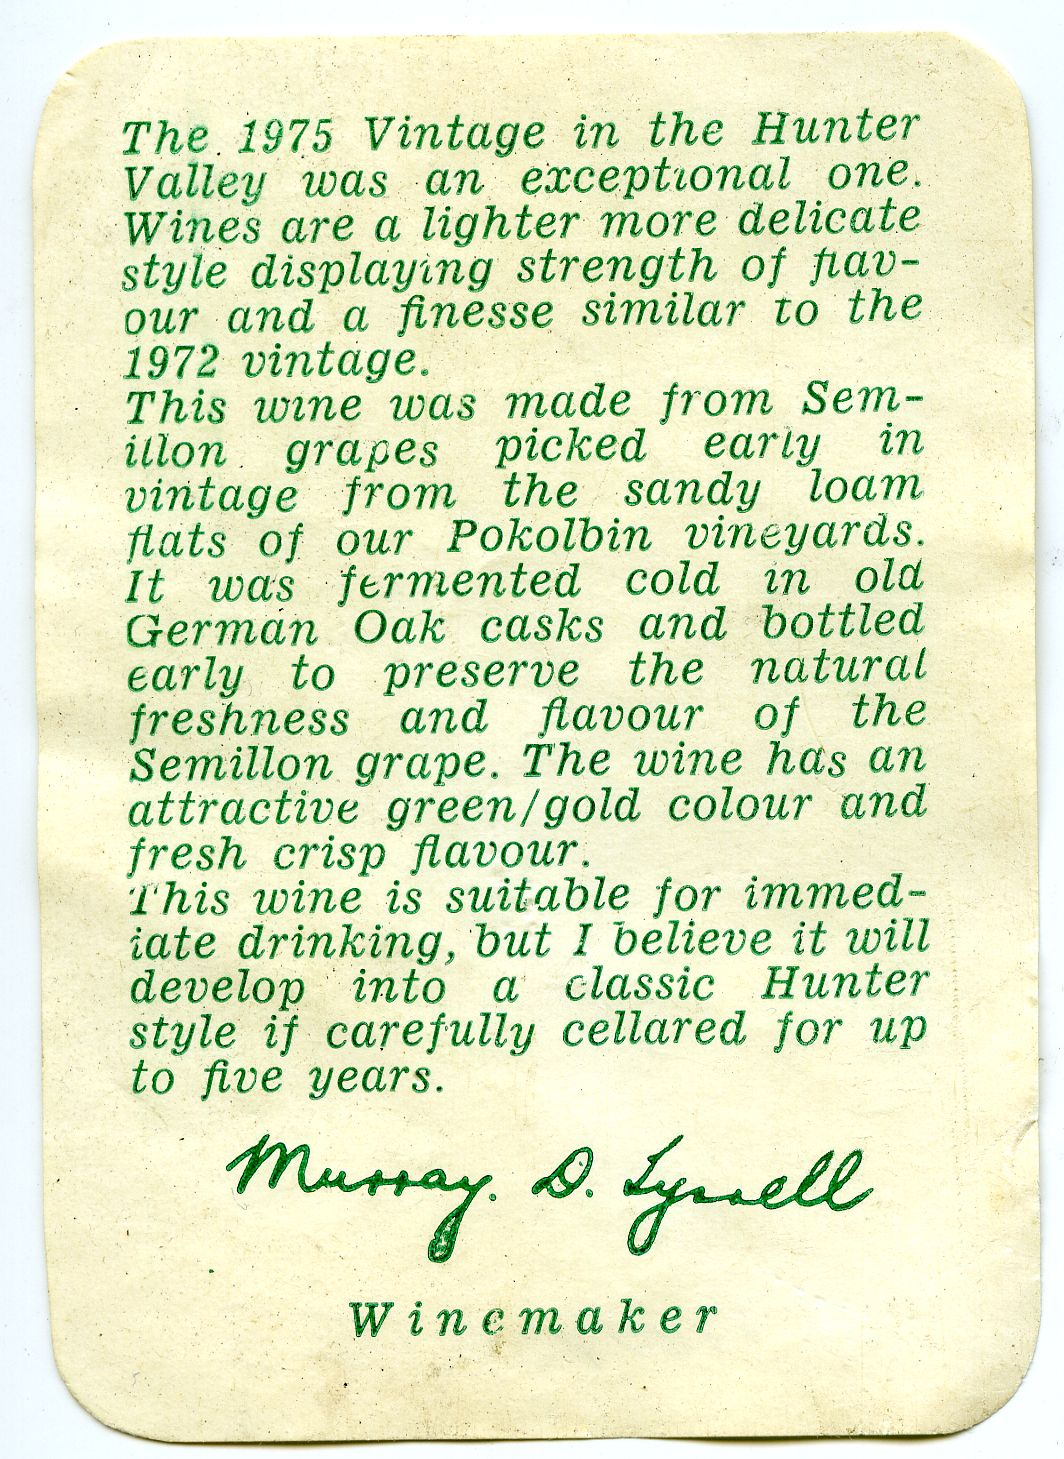 The 1975 Vintage in the Hunter
Valley was an exceptional one.
Wines are a lighter more delicate
style displaying strength of flav-
our and a finesse similar to the
1972 vintage.
This wine was made from Sem-
illon grapes picked early in
vintage from the sandy loam
flats of our Pokolbin vineyards.
It was fermented cold in old
German Oak casks and bottled
early to preserve the natural
freshness and flavour of the
Semillon grape. The wine has an
attractive green/gold colour and
fresh crisp flavour.
This wine is suitable for immed-
iate drinking, but I believe it will
develop into a classic Hunter
style if carefully cellared for up
to five years.
Murray. D. Tyrrell
Winemaker